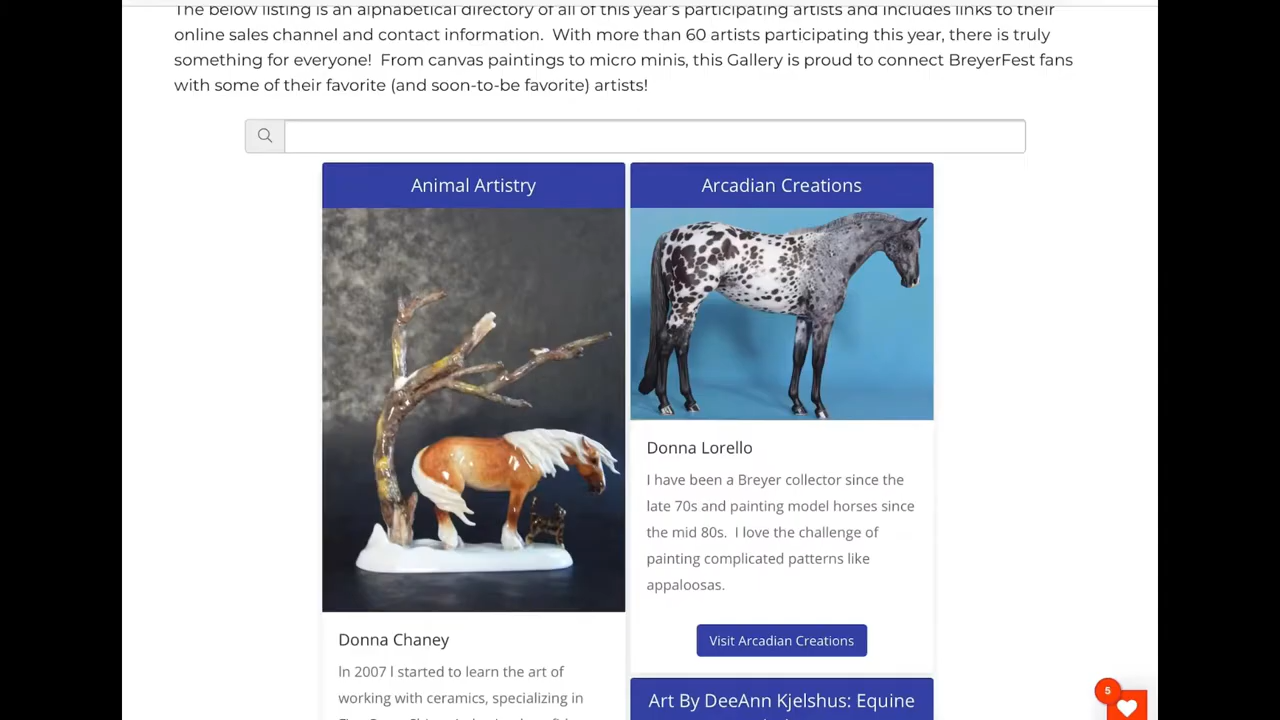 The below listing is an alphabetical directory of all of this year's participating artists and includes links to their
online sales channel and contact information.  With more than 60 artists participating this year, there is truly
something for everyone!  From canvas paintings to micro minis, this Gallery is proud to connect BreyerFest fans
with some of their favorite (and soon-to-be favorite) artists!
Animal Artistry
Donna Chaney
In 2007 I started to learn the art of
working with ceramics, specializing in
Arcadian Creations
Donna Lorello
I have been a Breyer collector since the
late 70s and painting model horses since
the mid 80s.  I love the challenge of
painting complicated patterns like
appaloosas.
Visit Arcadian Creations
Art By DeeAnn Kjelshus: Equine
5